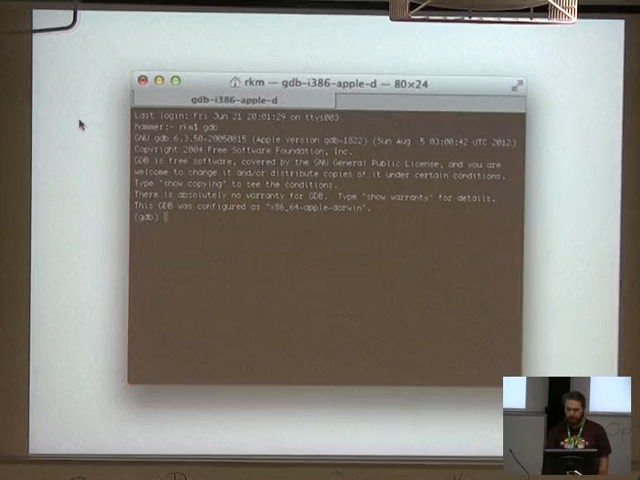 rkm — gdb-i386-apple-d — 80×24
gdb-i386-apple-d
Last login: Fri Jun 21 20:01:29 on ttys003
hammer:~ rkm$ gdb
GNU gdb 6.3.50-20050815 (Apple version gdb-1822) (Sun Aug  5 03:00:42 UTC 2012)
Copyright 2004 Free Software Foundation, Inc.
GDB is free software, covered by the GNU General Public License, and you are
welcome to change it and/or distribute copies of it under certain conditions.
Type "show copying" to see the conditions.
There is absolutely no warranty for GDB.  Type "show warranty" for details.
This GDB was configured as "x86_64-apple-darwin".
(gdb)
Op